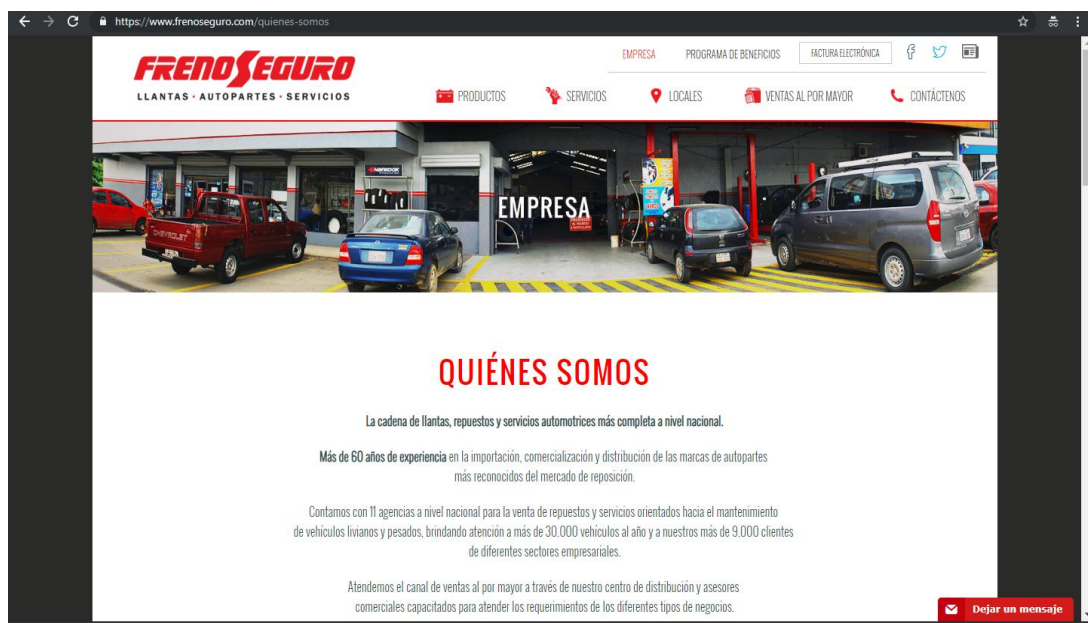 https://www.frenoseguro.com/quienes-somos
EMPRESA
PROGRAMA DE BENEFICIOS
FACTURA ELECTRÓNICA
FRENOSEGURO
LLANTAS · AUTOPARTES · SERVICIOS
PRODUCTOS
SERVICIOS
LOCALES
VENTAS AL POR MAYOR
CONTÁCTENOS
HANKOOK
CHEVROLET
EMPRESA
QUIÉNES SOMOS
La cadena de llantas, repuestos y servicios automotrices más completa a nivel nacional.
Más de 60 años de experiencia en la importación, comercialización y distribución de las marcas de autopartes
más reconocidos del mercado de reposición.
Contamos con 11 agencias a nivel nacional para la venta de repuestos y servicios orientados hacia el mantenimiento
de vehículos livianos y pesados, brindando atención a más de 30.000 vehículos al año y a nuestros más de 9.000 clientes
de diferentes sectores empresariales.
Atendemos el canal de ventas al por mayor a través de nuestro centro de distribución y asesores
comerciales capacitados para atender los requerimientos de los diferentes tipos de negocios.
Dejar un mensaje